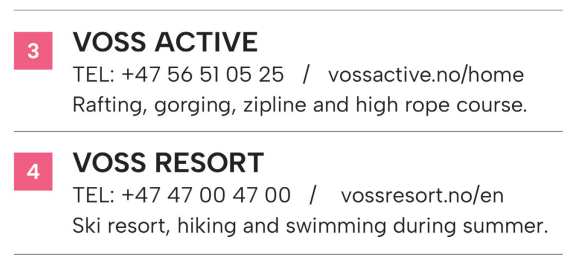 3
VOSS ACTIVE
TEL: +47 56 51 05 25 / vossactive.no/home
Rafting, gorging, zipline and high rope course.
4
VOSS RESORT
TEL: +47 47 00 47 00 / vossresort.no/en
Ski resort, hiking and swimming during summer.